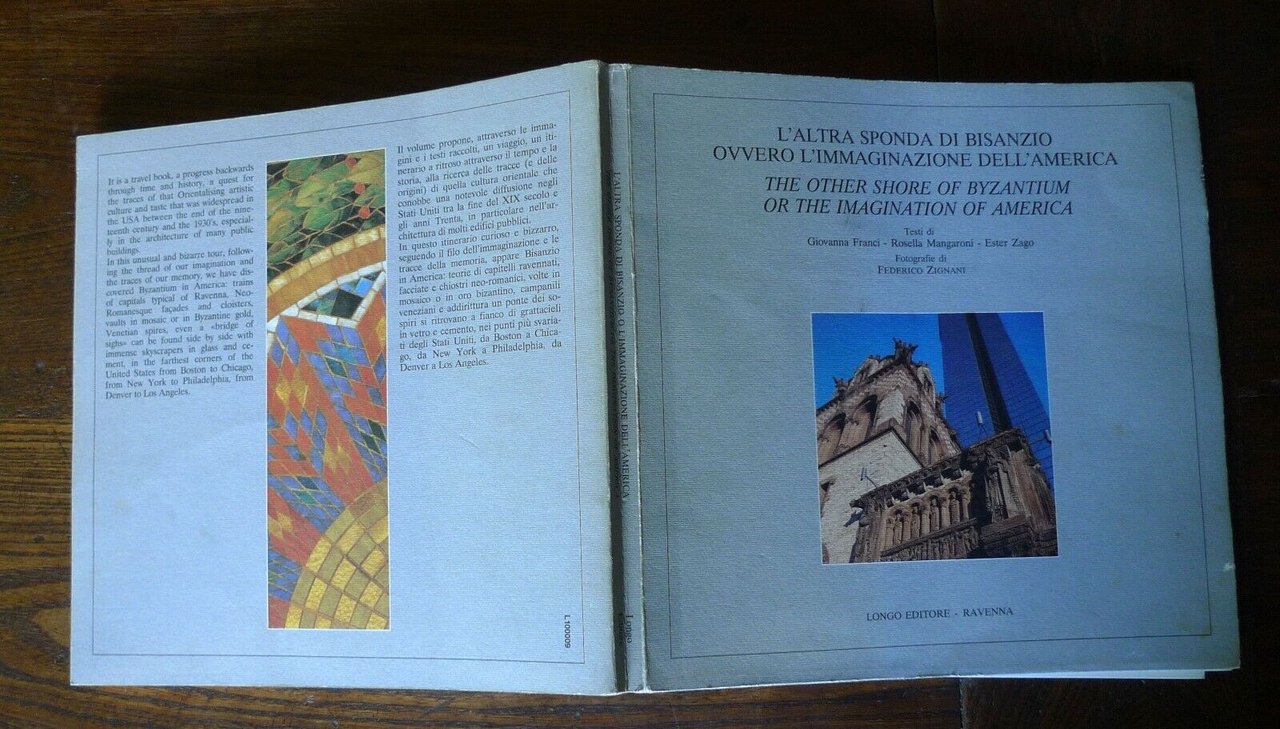 It is a travel book, a progress backwards
through time and history, a quest for
the traces of that Orientalising artistic
culture and taste that was widespread in
the USA between the end of the nine-
teenth century and the 1930's, especial-
ly in the architecture of many public
buildings.
In this unusual and bizarre tour, follow-
ing the thread of our imagination and
the traces of our memory, we have dis-
covered Byzantium in America: trains
of capitals typical of Ravenna, Neo-
Romanesque façades and cloisters,
vaults in mosaic or in Byzantine gold,
Venetian spires, even a «bridge of
sighs» can be found side by side with
immense skyscrapers in glass and ce-
ment, in the farthest corners of the
United States from Boston to Chicago,
from New York to Philadelphia, from
Denver to Los Angeles.
Il volume propone, attraverso le imma-
gini e i testi raccolti, un viaggio, un iti-
nerario a ritroso attraverso il tempo e la
storia, alla ricerca delle tracce (e delle
origini) di quella cultura orientale che
conobbe una notevole diffusione negli
Stati Uniti tra la fine del XIX secolo e
gli anni Trenta, in particolare nell'ar-
chitettura di molti edifici pubblici.
In questo itinerario curioso e bizzarro,
seguendo il filo dell'immaginazione e le
tracce della memoria, appare Bisanzio
in America: teorie di capitelli ravennati,
facciate e chiostri neo-romanici, volte in
mosaico o in oro bizantino, campanili
veneziani e addirittura un ponte dei so-
spiri si ritrovano a fianco di grattacieli
in vetro e cemento, nei punti più svaria-
ti degli Stati Uniti, da Boston a Chica-
go, da New York a Philadelphia, da
Denver a Los Angeles.
L. 100009
L'ALTRA SPONDA DI BISANZIO O L'IMMAGINAZIONE DELL'AMERICA
Longo
L'ALTRA SPONDA DI BISANZIO
OVVERO L'IMMAGINAZIONE DELL'AMERICA
THE OTHER SHORE OF BYZANTIUM
OR THE IMAGINATION OF AMERICA
Testi di
Giovanna Franci - Rosella Mangaroni - Ester Zago
Fotografie di
FEDERICO ZIGNANI
LONGO EDITORE - RAVENNA